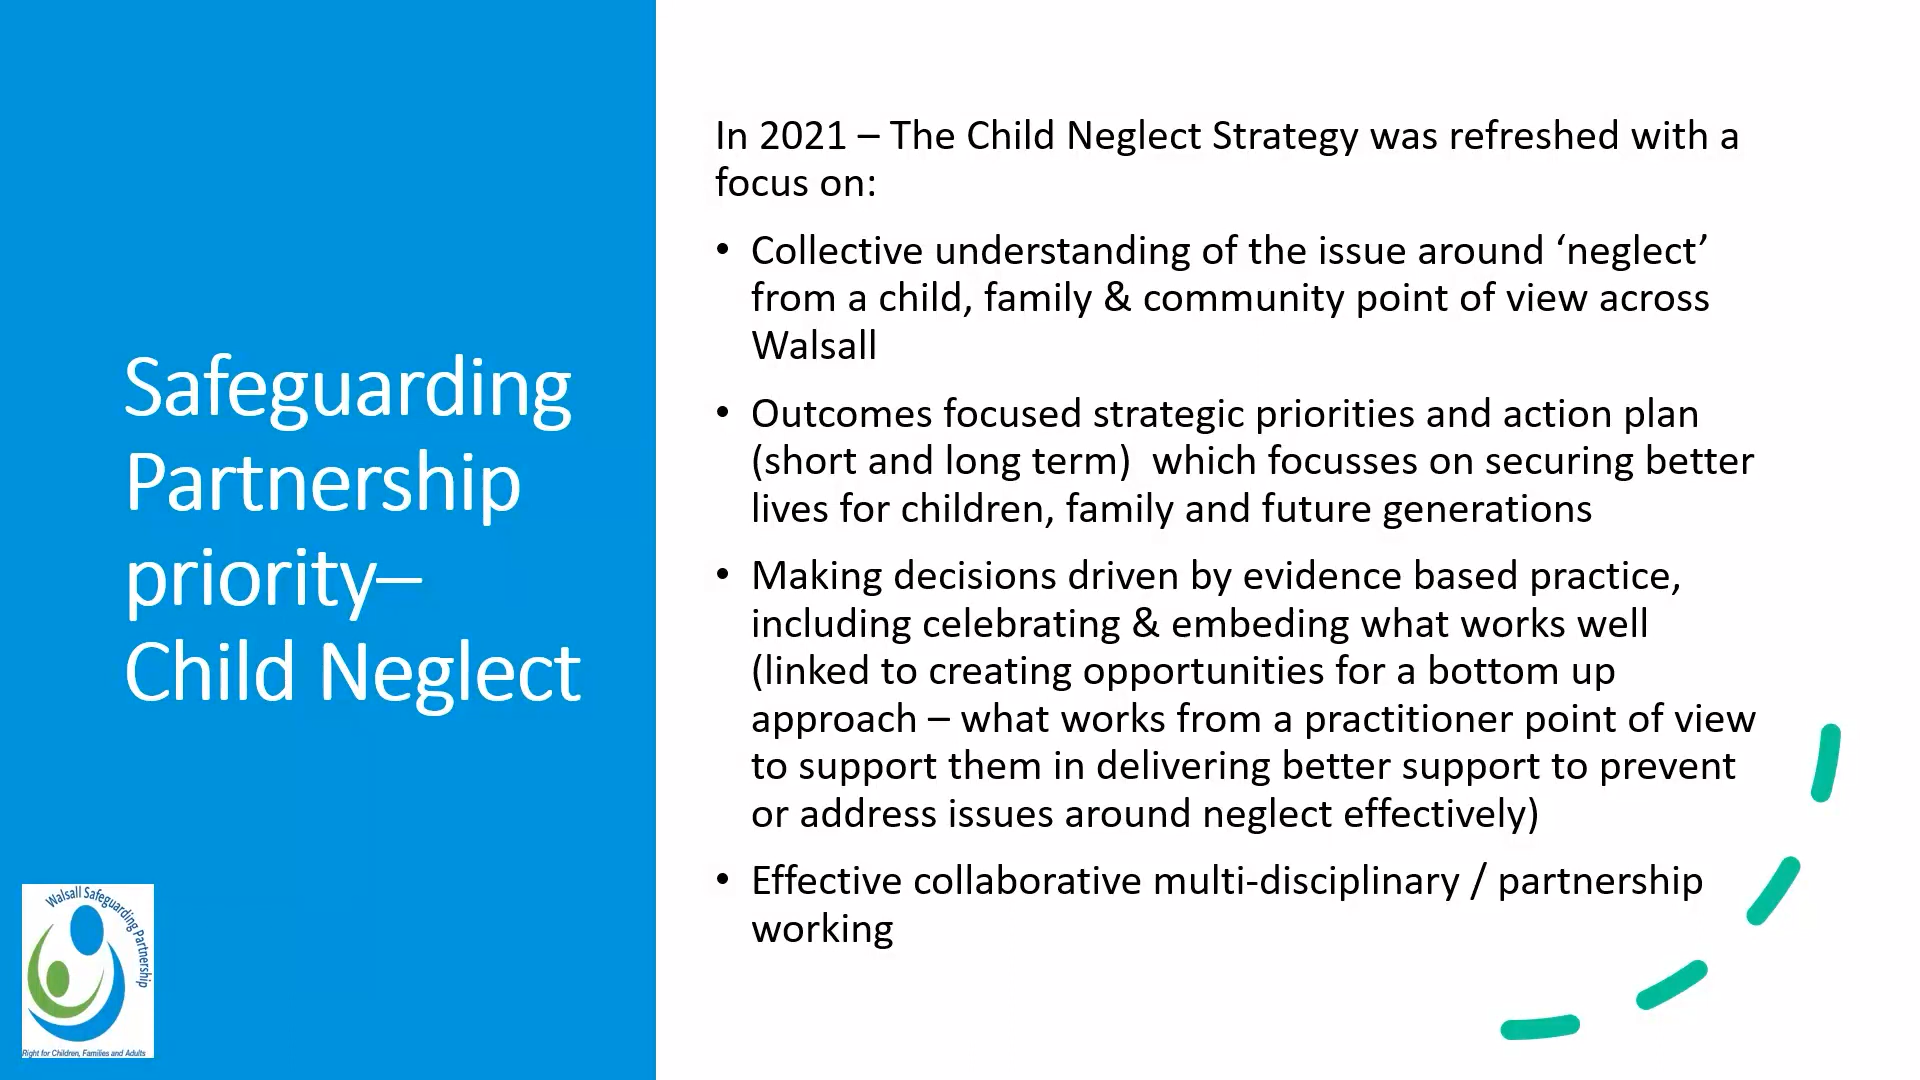 Safeguarding
Partnership
priority–
Child Neglect
In 2021 – The Child Neglect Strategy was refreshed with a
focus on:
• Collective understanding of the issue around ‘neglect’
from a child, family & community point of view across
Walsall
• Outcomes focused strategic priorities and action plan
(short and long term)  which focusses on securing better
lives for children, family and future generations
• Making decisions driven by evidence based practice,
including celebrating & embeding what works well
(linked to creating opportunities for a bottom up
approach – what works from a practitioner point of view
to support them in delivering better support to prevent
or address issues around neglect effectively)
• Effective collaborative multi-disciplinary / partnership
working
Walsall Safeguarding Partnership
Right for Children, Families and Adults